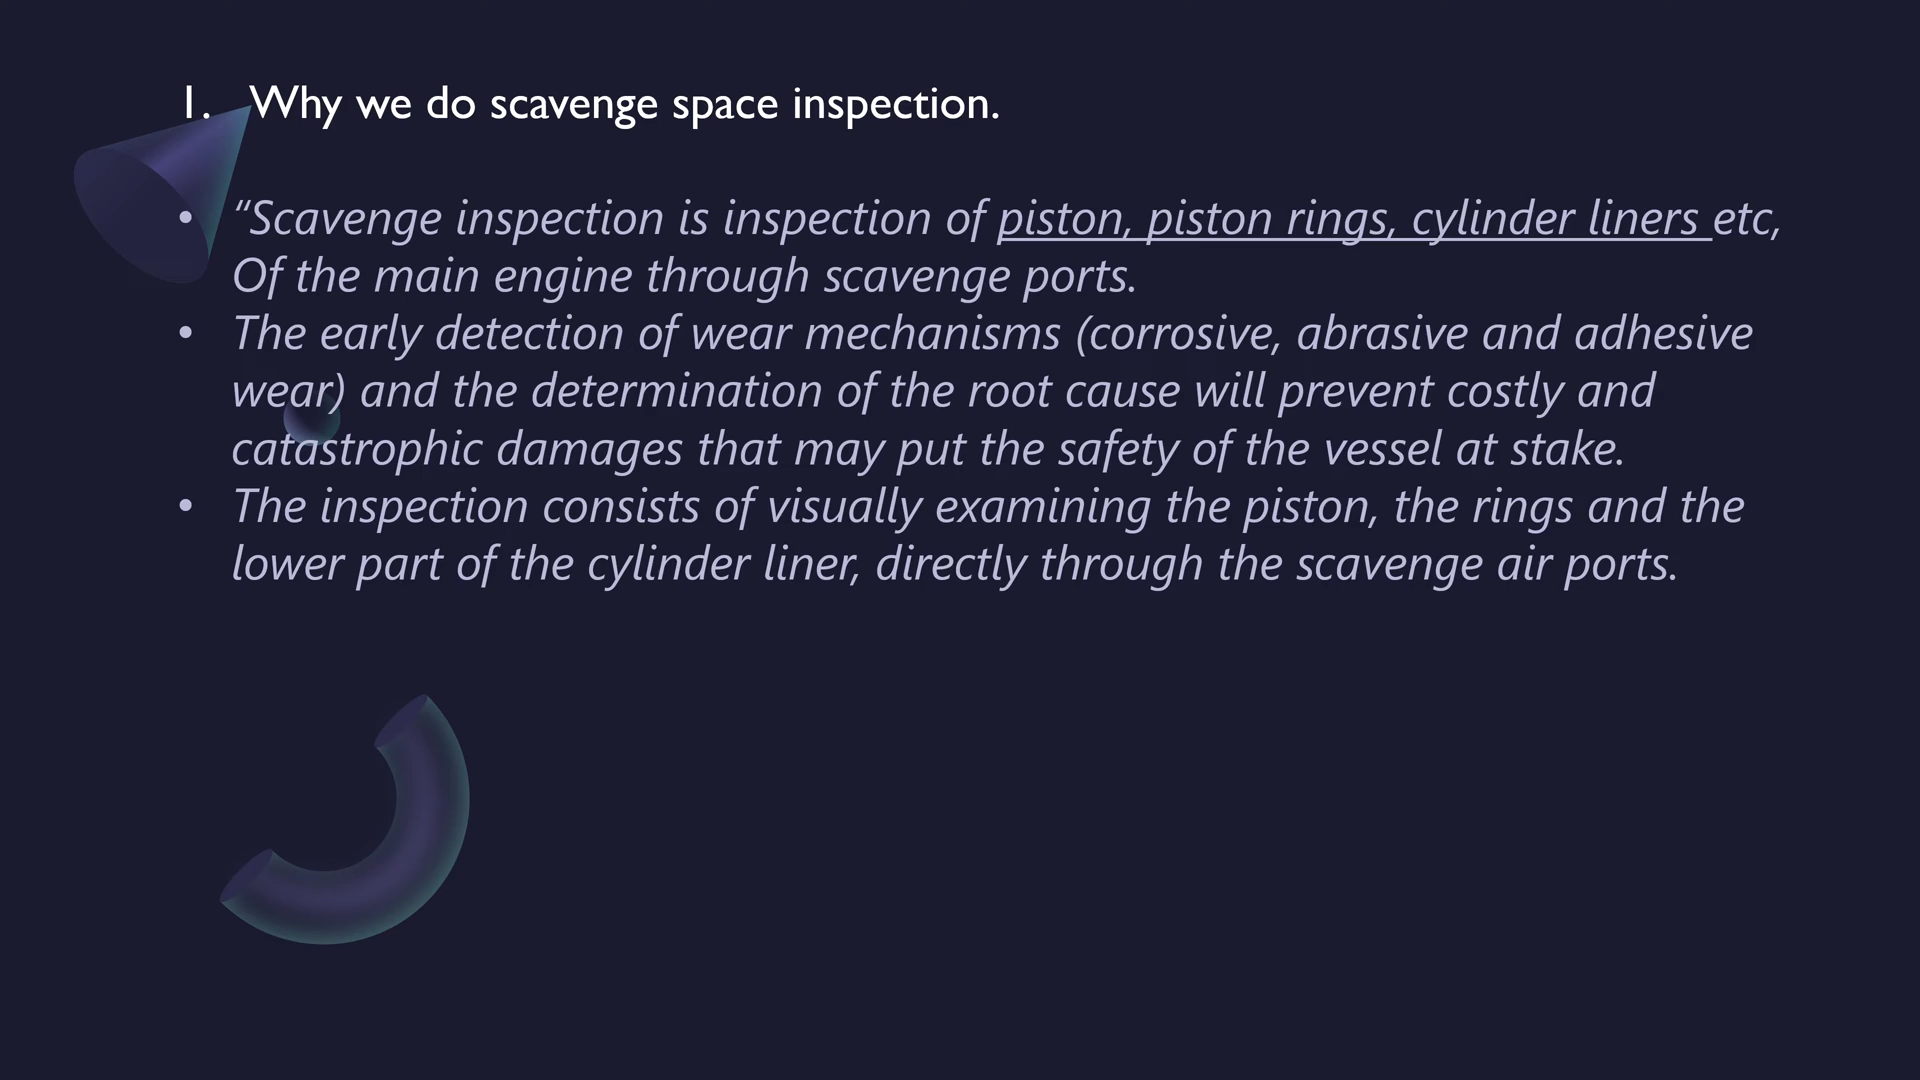 1. Why we do scavenge space inspection.
• “Scavenge inspection is inspection of piston, piston rings, cylinder liners etc,
Of the main engine through scavenge ports.
• The early detection of wear mechanisms (corrosive, abrasive and adhesive
wear) and the determination of the root cause will prevent costly and
catastrophic damages that may put the safety of the vessel at stake.
• The inspection consists of visually examining the piston, the rings and the
lower part of the cylinder liner, directly through the scavenge air ports.